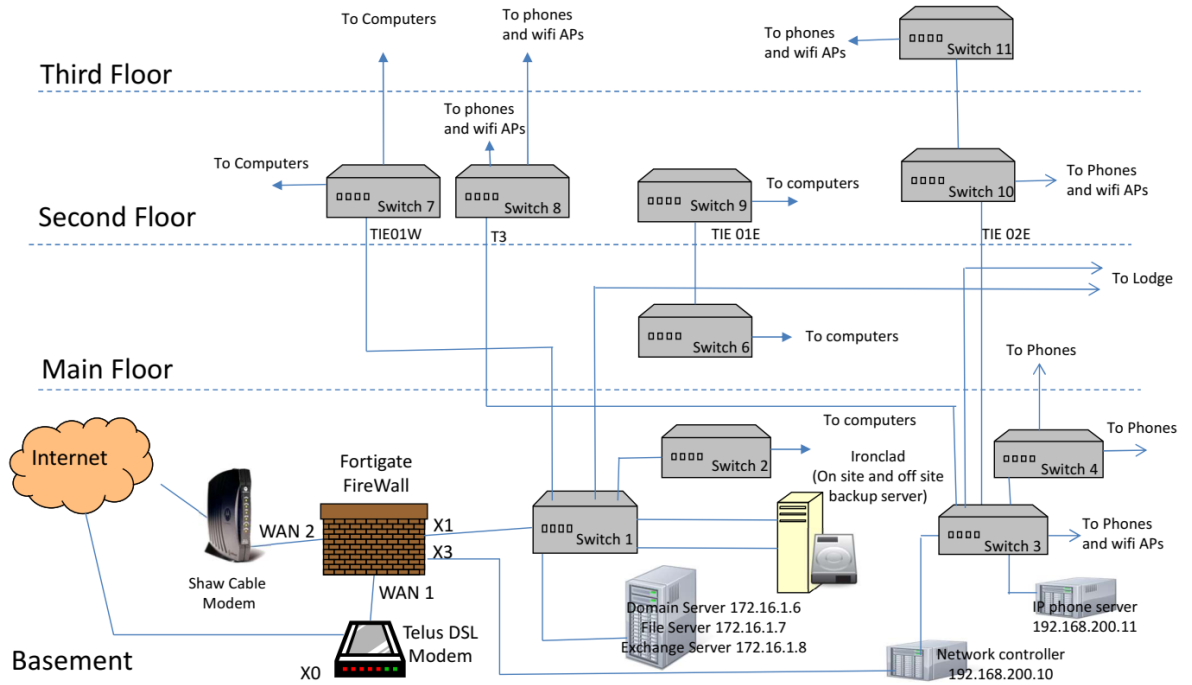 To Computers
To phones
and wifi APs
To phones
and wifi APs
Switch 11
Third Floor
To phones
and wifi APs
To Computers
Switch 7
Switch 8
To computers
Switch 9
To Phones
and wifi APs
Switch 10
Second Floor
TIE01W
T3
TIE 01E
TIE 02E
To Lodge
To computers
Switch 6
To Phones
Main Floor
To computers
To Phones
Internet
Fortigate
FireWall
Switch 2
Ironclad
(On site and off site
backup server)
Switch 4
WAN 2
X1
X3
Switch 1
To Phones
and wifi APs
Switch 3
Shaw Cable
Modem
WAN 1
Domain Server 172.16.1.6
File Server 172.16.1.7
Exchange Server 172.16.1.8
IP phone server
192.168.200.11
Telus DSL
Modem
X0
Network controller
192.168.200.10
Basement